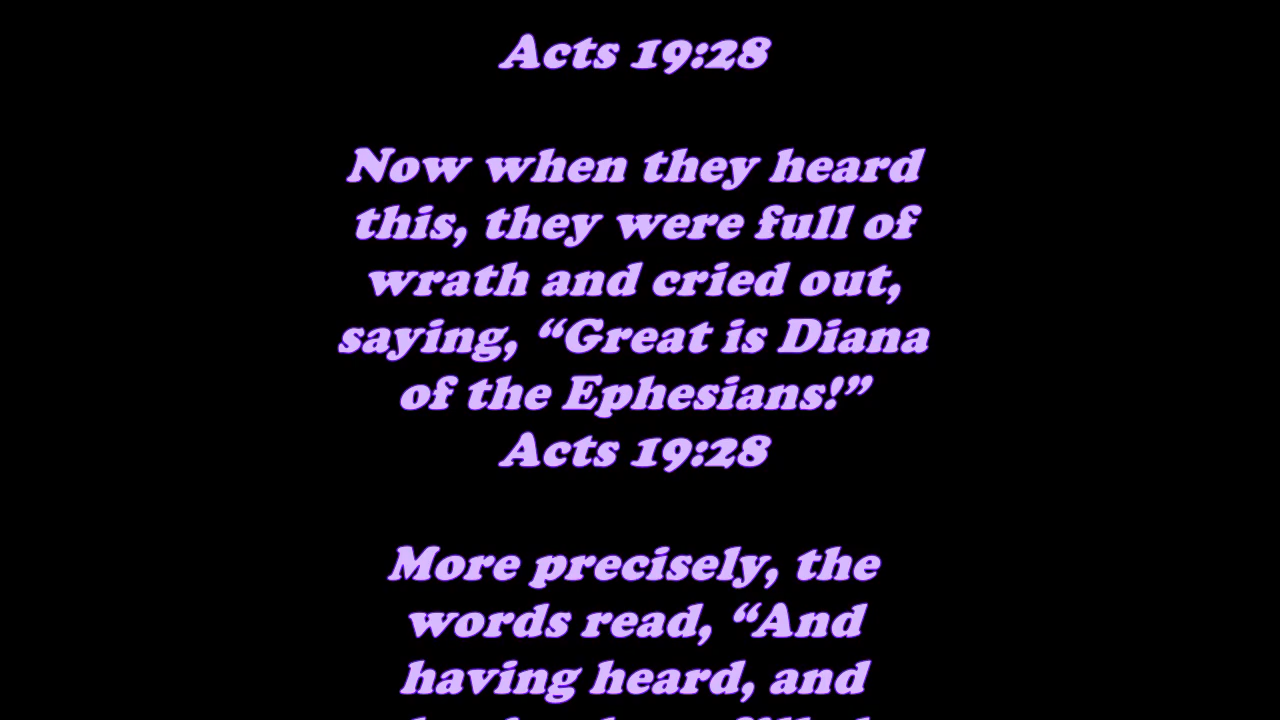 Acts 19:28
Now when they heard
this, they were full of
wrath and cried out,
saying, “Great is Diana
of the Ephesians!”
Acts 19:28
More precisely, the
words read, “And
having heard, and